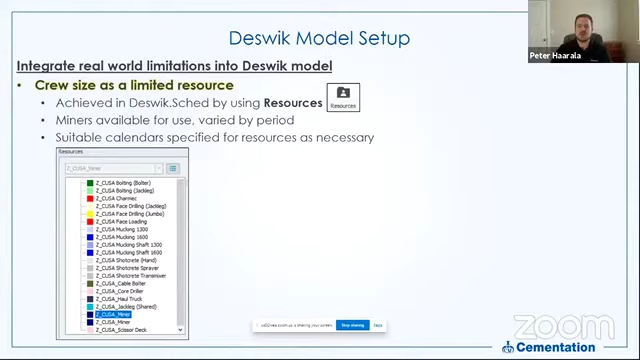 Deswik Model Setup
Peter Haarala
Integrate real world limitations into Deswik model
• Crew size as a limited resource
• Achieved in Deswik.Sched by using Resources
Resources
• Miners available for use, varied by period
• Suitable calendars specified for resources as necessary
Resources
Z_CUSA_Miner
Z_CUSA Bolting (Bolter)
Z_CUSA Bolting (Jackleg)
Z_CUSA Charmec
Z_CUSA Face Drilling (Jackleg)
Z_CUSA Face Drilling (Jumbo)
Z_CUSA Face Loading
Z_CUSA Mucking 1300
Z_CUSA Mucking 1600
Z_CUSA Mucking Shaft 1300
Z_CUSA Mucking Shaft 1600
Z_CUSA Shotcrete (Hand)
Z_CUSA Shotcrete Sprayer
Z_CUSA Shotcrete Transmixer
Z_CUSA_Cable Bolter
Z_CUSA_Core Driller
Z_CUSA_Haul Truck
Z_CUSA_Jackleg (Shared)
Z_CUSA_Miner
Z_CUSA_Miner
Z_CUSA_Scissor Deck
is sharing your screen.
Stop sharing
Hide
zoom
Cementation